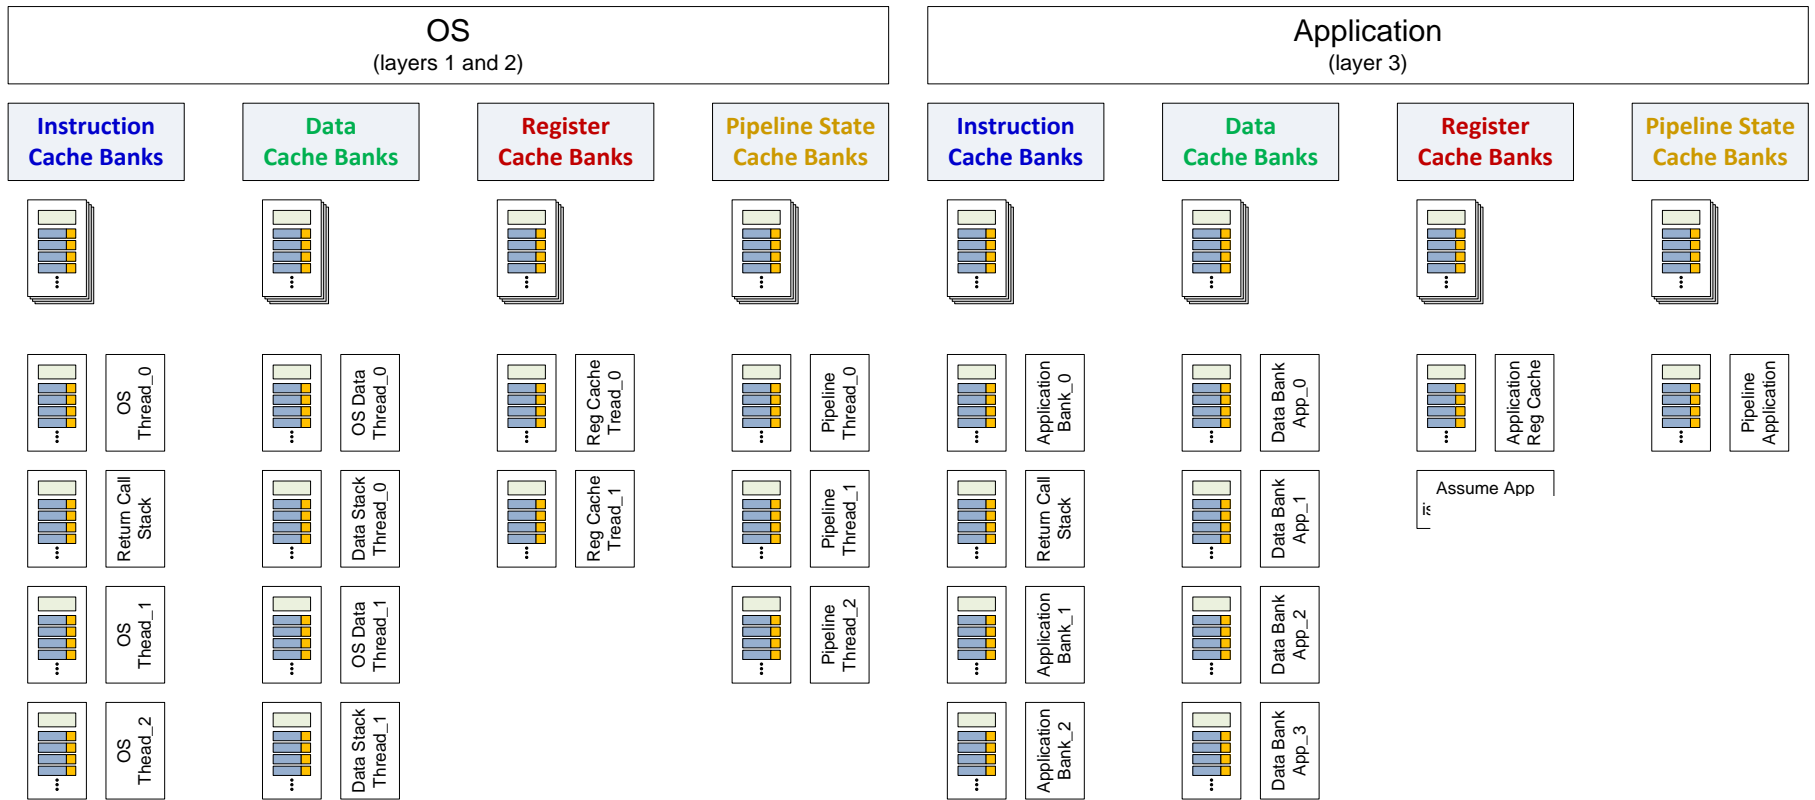 OS
(layers 1 and 2)
Application
(layer 3)
Instruction
Cache Banks
Data
Cache Banks
Register
Cache Banks
Pipeline State
Cache Banks
Instruction
Cache Banks
Data
Cache Banks
Register
Cache Banks
Pipeline State
Cache Banks
OS
Thread_0
OS Data
Thread_0
Reg Cache
Tread_0
Pipeline
Thread_0
Application
Bank_0
Data Bank
App_0
Application
Reg Cache
Pipeline
Application
Return Call
Stack
Data Stack
Thread_0
Reg Cache
Tread_1
Pipeline
Thread_1
Return Call
Stack
Data Bank
App_1
Assume App
OS
Thead_1
OS Data
Thread_1
Pipeline
Thread_2
Application
Bank_1
Data Bank
App_2
OS
Thead_2
Data Stack
Thread_1
Application
Bank_2
Data Bank
App_3